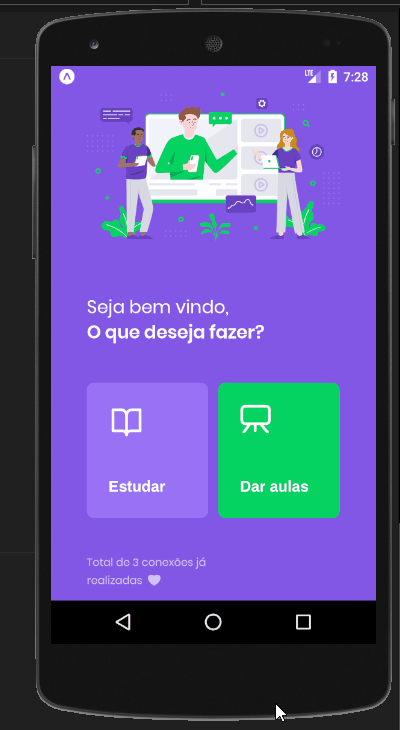 LTE 7:28
Seja bem vindo,
O que deseja fazer?
Estudar Dar aulas
Total de 3 conexões já
realizadas